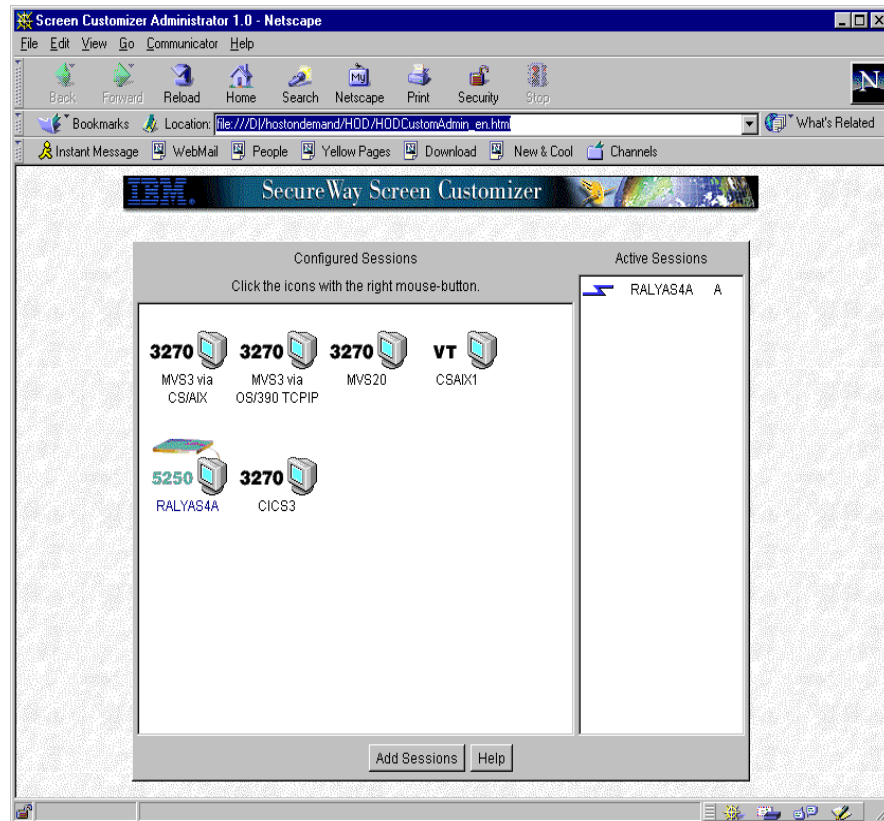 Screen Customizer Administrator 1.0 - Netscape
File Edit View Go Communicator Help
Back Forward Reload Home Search Netscape Print Security Stop
My
N
Bookmarks Location: file:///D|/hostondemand/HOD/HODCustomAdmin_en.htm What's Related
Instant Message WebMail People Yellow Pages Download New & Cool Channels
IBM. SecureWay Screen Customizer
Configured Sessions
Click the icons with the right mouse-button.
Active Sessions
RALYAS4A A
3270 3270 3270 VT
MVS3 via CS/AIX
MVS3 via OS/390 TCPIP
MVS20
CSAIX1
5250 3270
RALYAS4A CICS3
Add Sessions Help